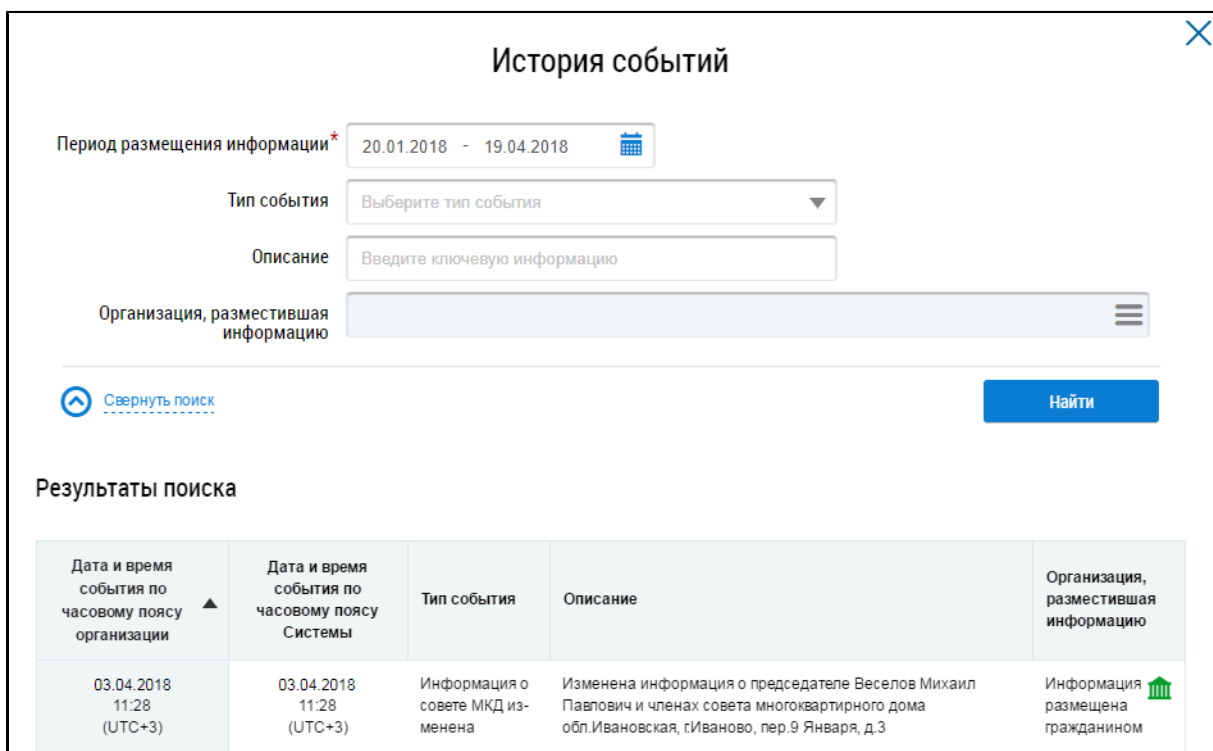 История событий
Период размещения информации*
20.01.2018 - 19.04.2018
Тип события
Выберите тип события
Описание
Введите ключевую информацию
Организация, разместившая
информацию
Свернуть поиск
Найти
Результаты поиска
Дата и время
события по
часовому поясу
организации
Дата и время
события по
часовому поясу
Системы
Тип события
Описание
Организация,
разместившая
информацию
03.04.2018
11:28
(UTC+3)
03.04.2018
11:28
(UTC+3)
Информация о
совете МКД из-
менена
Изменена информация о председателе Веселов Михаил
Павлович и членах совета многоквартирного дома
обл.Ивановская, г.Иваново, пер.9 Января, д.3
Информация
размещена
гражданином